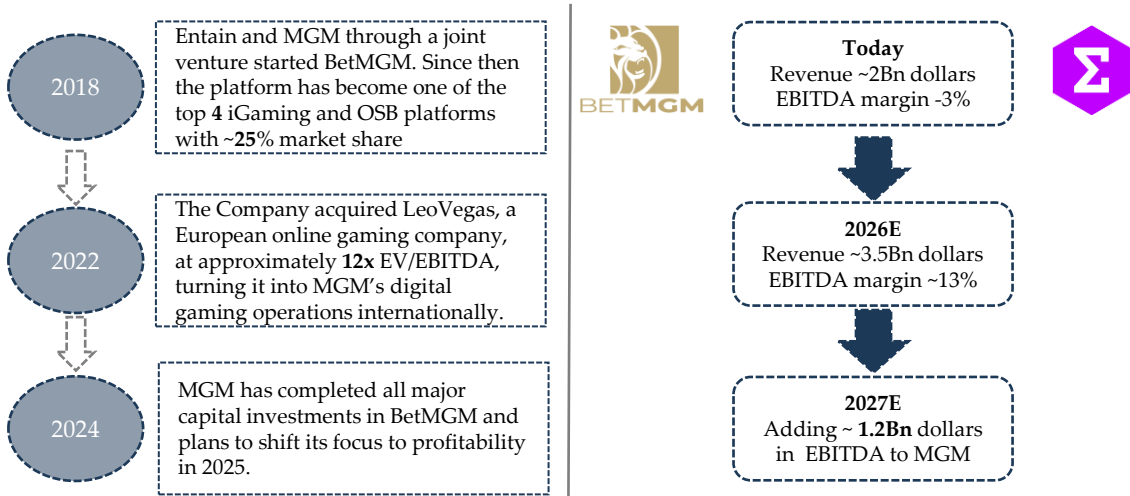 2018
Entain and MGM through a joint
venture started BetMGM. Since then
the platform has become one of the
top 4 iGaming and OSB platforms
with ~25% market share
2022
The Company acquired LeoVegas, a
European online gaming company,
at approximately 12x EV/EBITDA,
turning it into MGM’s digital
gaming operations internationally.
2024
MGM has completed all major
capital investments in BetMGM and
plans to shift its focus to profitability
in 2025.
BETMGM
Today
Revenue ~2Bn dollars
EBITDA margin -3%
Σ
2026E
Revenue ~3.5Bn dollars
EBITDA margin ~13%
2027E
Adding ~ 1.2Bn dollars
in EBITDA to MGM